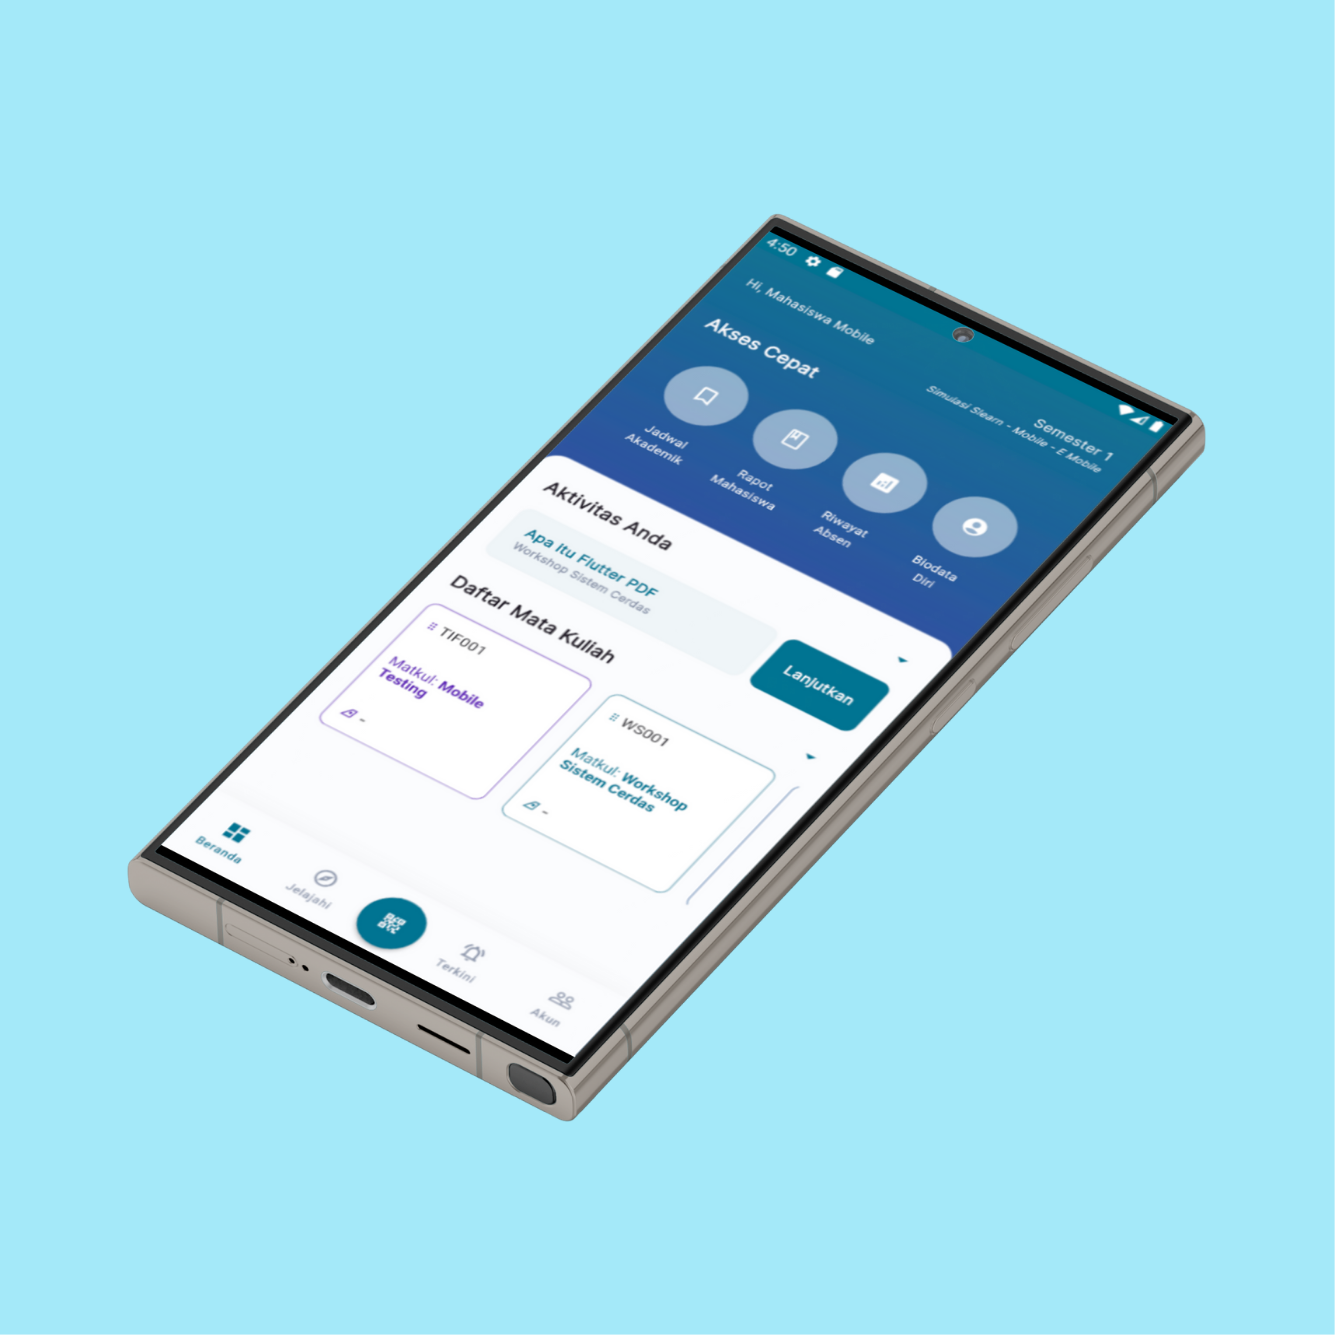 4:50
Hi, Mahasiswa Mobile
Semester 1
Simulasi Slearn - Mobile - E Mobile
Akses Cepat
Jadwal
Akademik
Rapot
Mahasiswa
Riwayat
Absen
Biodata
Diri
Aktivitas Anda
Apa Itu Flutter PDF
Workshop Sistem Cerdas
Lanjutkan
Daftar Mata Kuliah
TIF001
Matkul: Mobile
Testing
-
WS001
Matkul: Workshop
Sistem Cerdas
-
Beranda
Jelajahi
Terkini
Akun